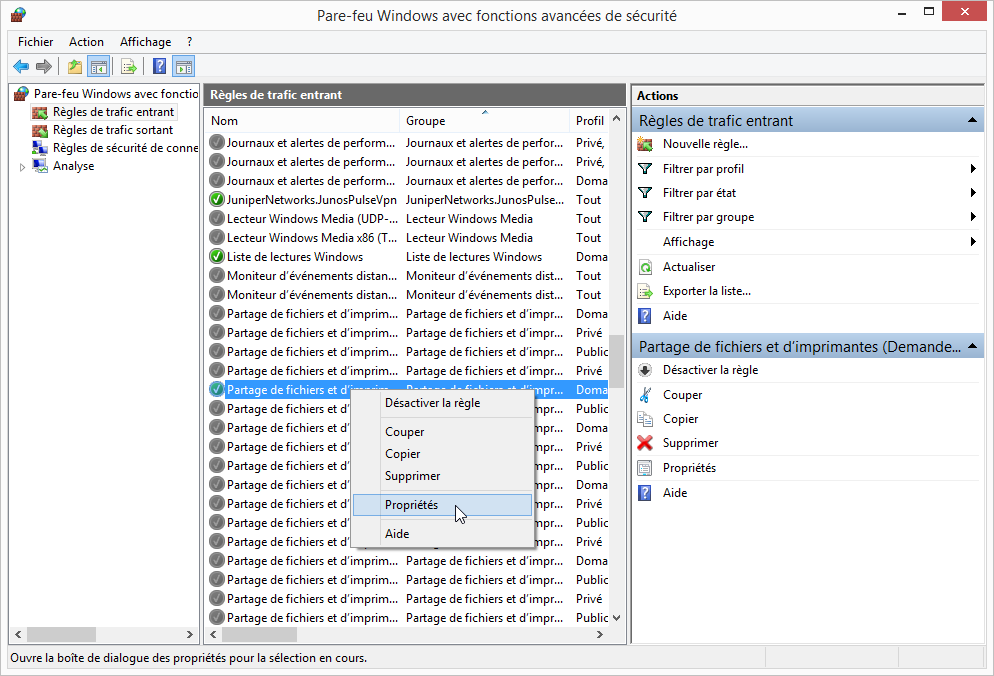 Pare-feu Windows avec fonctions avancées de sécurité
Fichier Action Affichage ?
Pare-feu Windows avec fonctio
Règles de trafic entrant
Règles de trafic sortant
Règles de sécurité de conne
Analyse
Règles de trafic entrant
Nom Groupe Profil
Journaux et alertes de perform... Journaux et alertes de perfor... Privé,
Journaux et alertes de perform... Journaux et alertes de perfor... Privé,
Journaux et alertes de perform... Journaux et alertes de perfor... Doma
JuniperNetworks.JunosPulseVpn JuniperNetworks.JunosPulse... Tout
Lecteur Windows Media (UDP-... Lecteur Windows Media Tout
Lecteur Windows Media x86 (T... Lecteur Windows Media Tout
Liste de lectures Windows Liste de lectures Windows Doma
Moniteur d'événements distan... Moniteur d'événements dist... Tout
Moniteur d'événements distan... Moniteur d'événements dist... Tout
Partage de fichiers et d'imprim... Partage de fichiers et d'impr... Doma
Partage de fichiers et d'imprim... Partage de fichiers et d'impr... Privé
Partage de fichiers et d'imprim... Partage de fichiers et d'impr... Public
Partage de fichiers et d'imprim... Partage de fichiers et d'impr... Privé
Partage de fichiers et d'imprim... Partage de fichiers et d'impr... Doma
Partage de fichiers et d' mpr... Public
Partage de fichiers et d' mpr... Doma
Partage de fichiers et d' mpr... Privé
Partage de fichiers et d' mpr... Public
Partage de fichiers et d' mpr... Doma
Partage de fichiers et d' mpr... Privé
Partage de fichiers et d' mpr... Public
Partage de fichiers et d' mpr... Privé
Partage de fichiers et d'imprim... Partage de fichiers et d'impr... Doma
Partage de fichiers et d'imprim... Partage de fichiers et d'impr... Public
Partage de fichiers et d'imprim... Partage de fichiers et d'impr... Privé
Partage de fichiers et d'imprim... Partage de fichiers et d'impr... Public
Désactiver la règle
Couper
Copier
Supprimer
Propriétés
Aide
Actions
Règles de trafic entrant
Nouvelle règle...
Filtrer par profil
Filtrer par état
Filtrer par groupe
Affichage
Actualiser
Exporter la liste...
Aide
Partage de fichiers et d'imprimantes (Demande...
Désactiver la règle
Couper
Copier
Supprimer
Propriétés
Aide
Ouvre la boîte de dialogue des propriétés pour la sélection en cours.